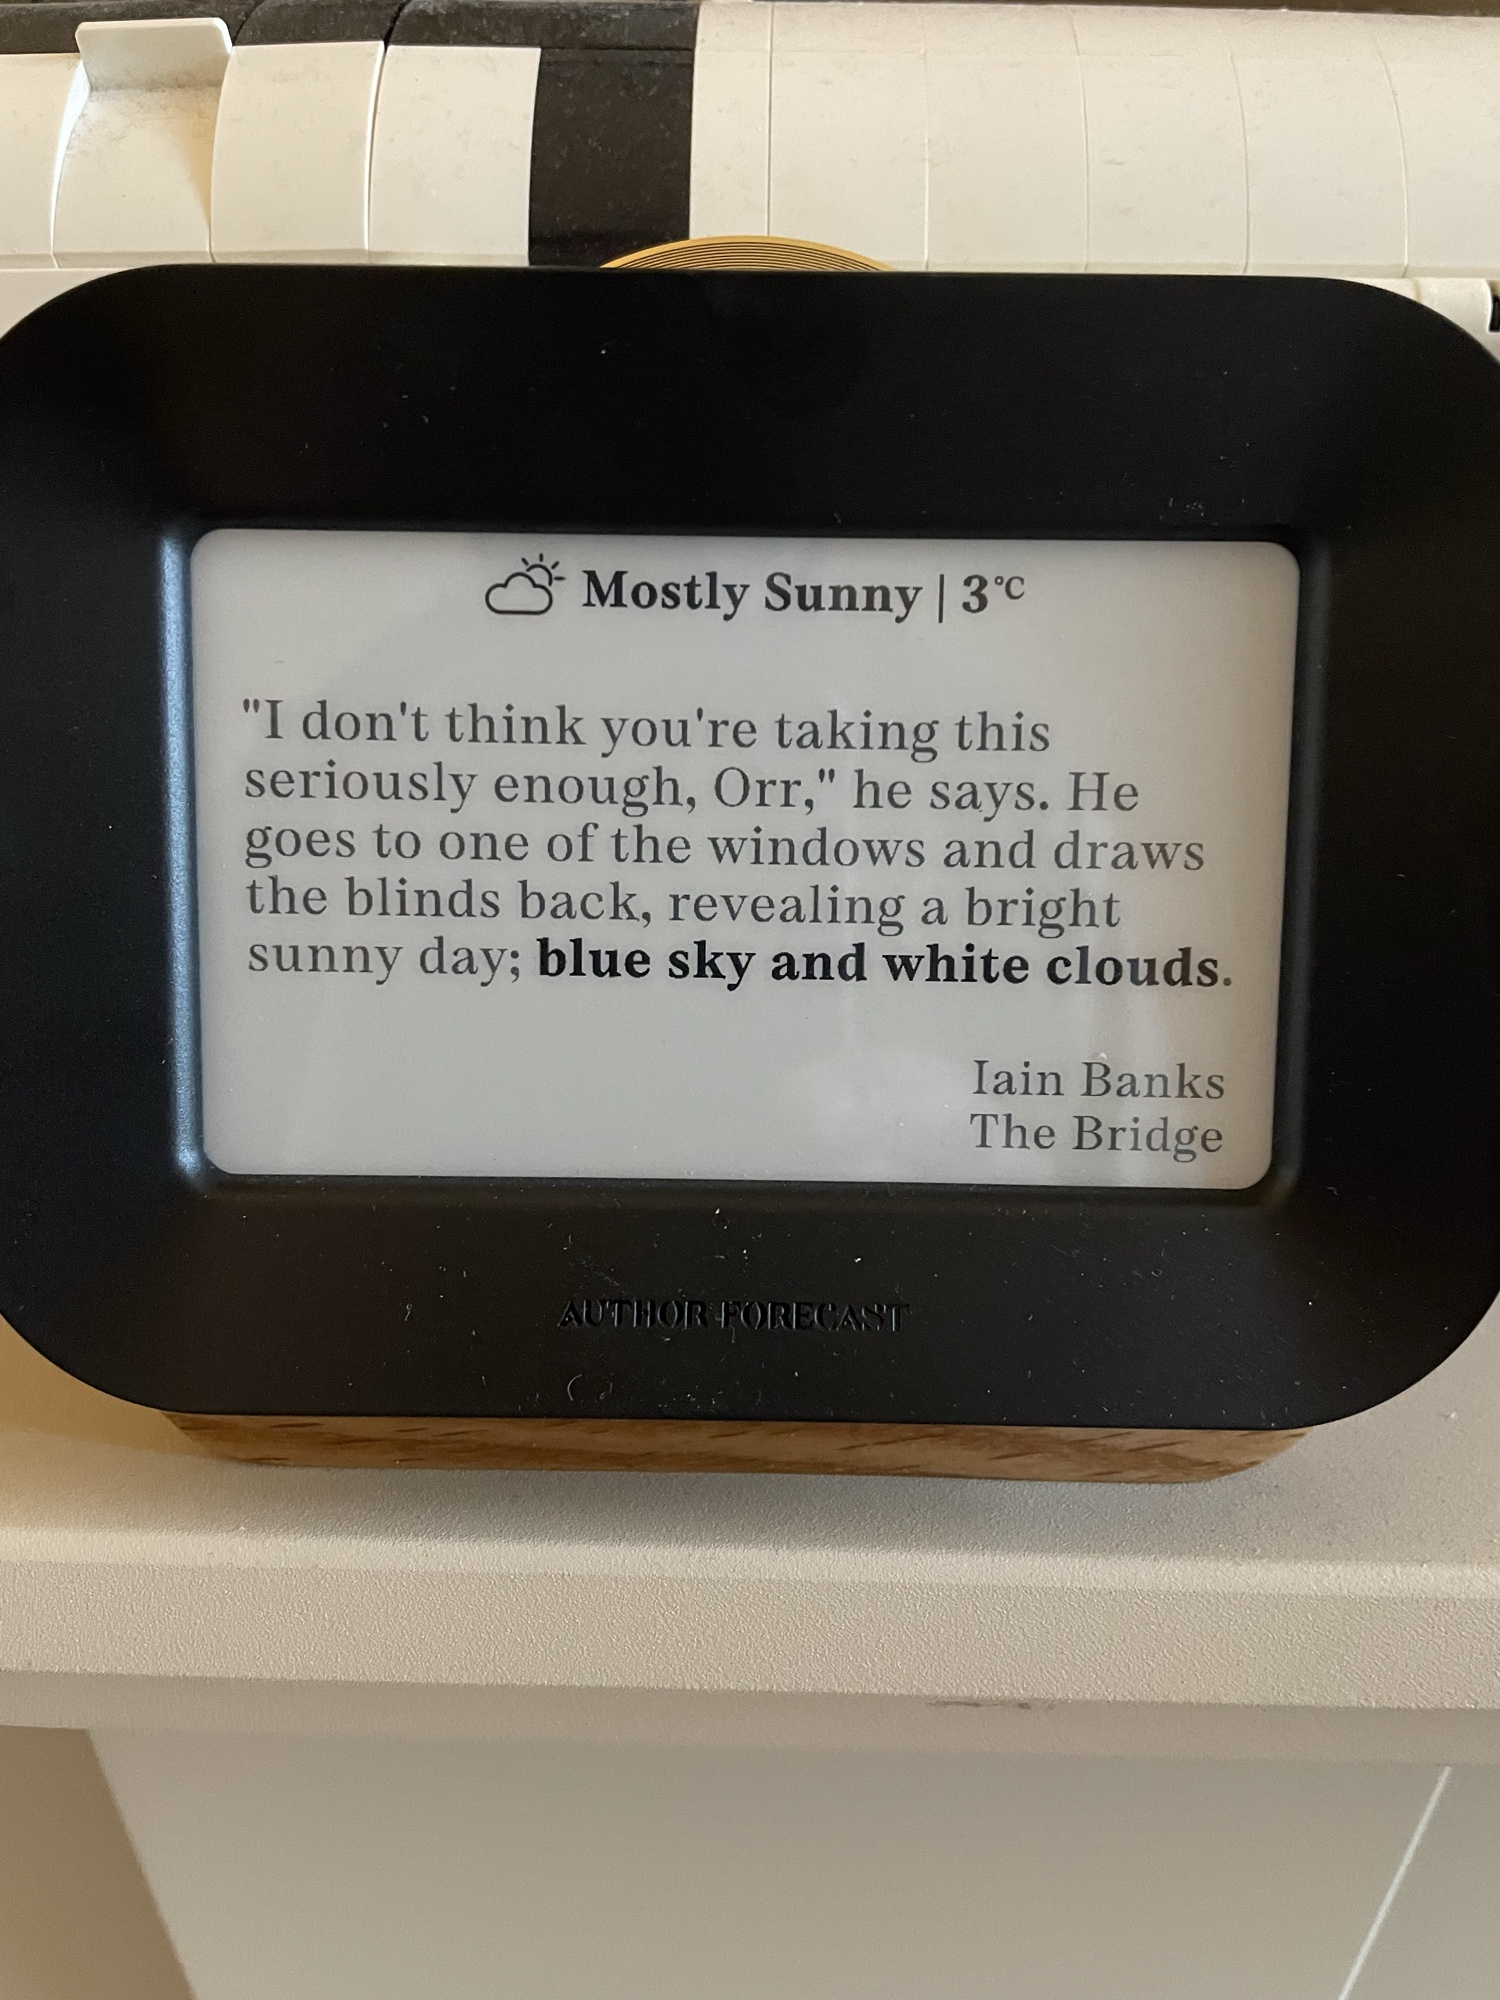 Mostly Sunny | 3°C
"I don't think you're taking this
seriously enough, Orr," he says. He
goes to one of the windows and draws
the blinds back, revealing a bright
sunny day; blue sky and white clouds.
Iain Banks
The Bridge
AUTHOR FORECAST